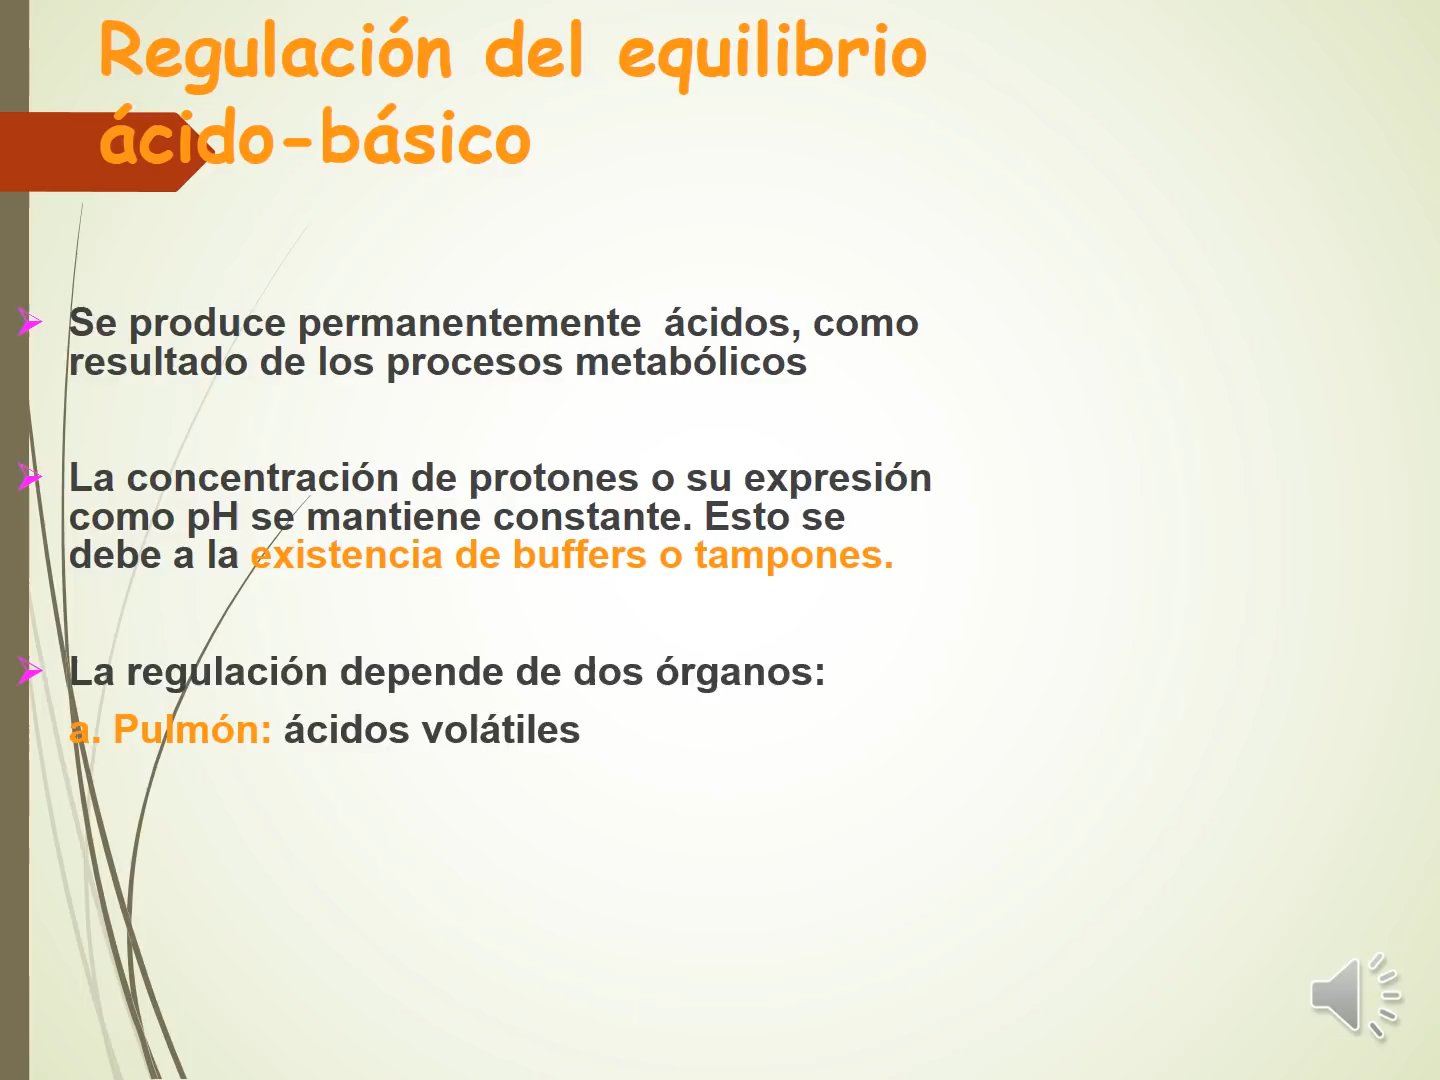 Regulación del equilibrio
ácido-básico
Se produce permanentemente ácidos, como
resultado de los procesos metabólicos
La concentración de protones o su expresión
como pH se mantiene constante. Esto se
debe a la existencia de buffers o tampones.
La regulación depende de dos órganos:
a. Pulmón: ácidos volátiles